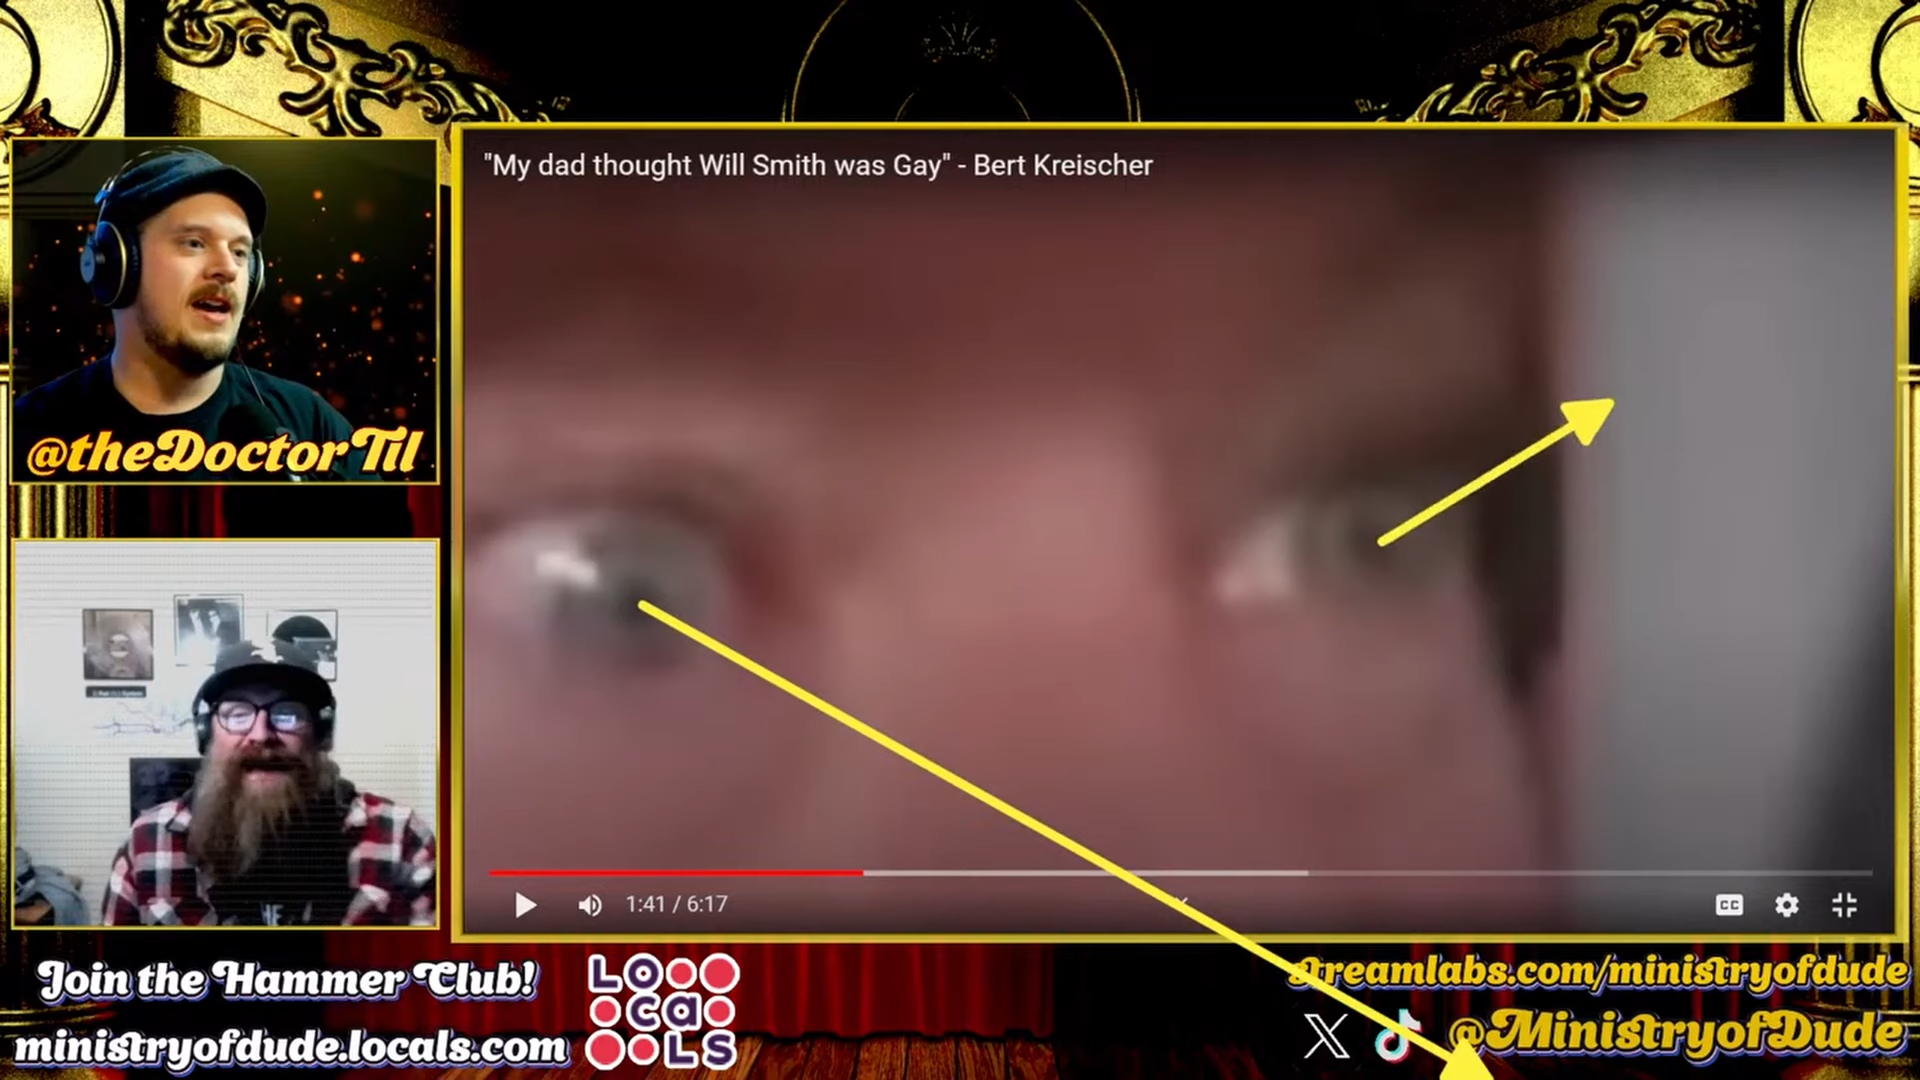 "My dad thought Will Smith was Gay" - Bert Kreischer
@theDoctorTil
1:41 / 6:17
CC
Join the Hammer Club!
ministryofdude.locals.com
LOCALS
streamlabs.com/ministryofdude
@MinistryofDude